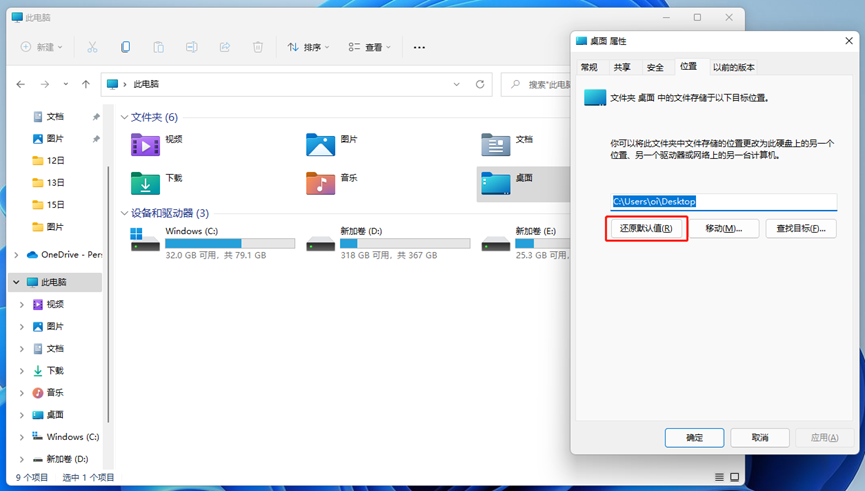 此电脑
新建
排序
查看
此电脑
搜索"此电脑
文档
图片
12日
13日
15日
图片
OneDrive - Pers
此电脑
视频
图片
文档
下载
音乐
桌面
Windows (C:)
新加卷 (D:)
文件夹 (6)
视频
图片
文档
下载
音乐
桌面
设备和驱动器 (3)
Windows (C:)
32.0 GB 可用，共 79.1 GB
新加卷 (D:)
318 GB 可用，共 367 GB
新加卷 (E:)
25.3 GB 可用，
9 个项目 选中 1 个项目
桌面 属性
常规 共享 安全 位置 以前的版本
文件夹 桌面 中的文件存储于以下目标位置。
你可以将此文件夹中文件存储的位置更改为此硬盘上的另一个
位置、另一个驱动器或网络上的另一台计算机。
C:\Users\oi\Desktop
还原默认值(R) 移动(M)... 查找目标(F)...
确定 取消 应用(A)